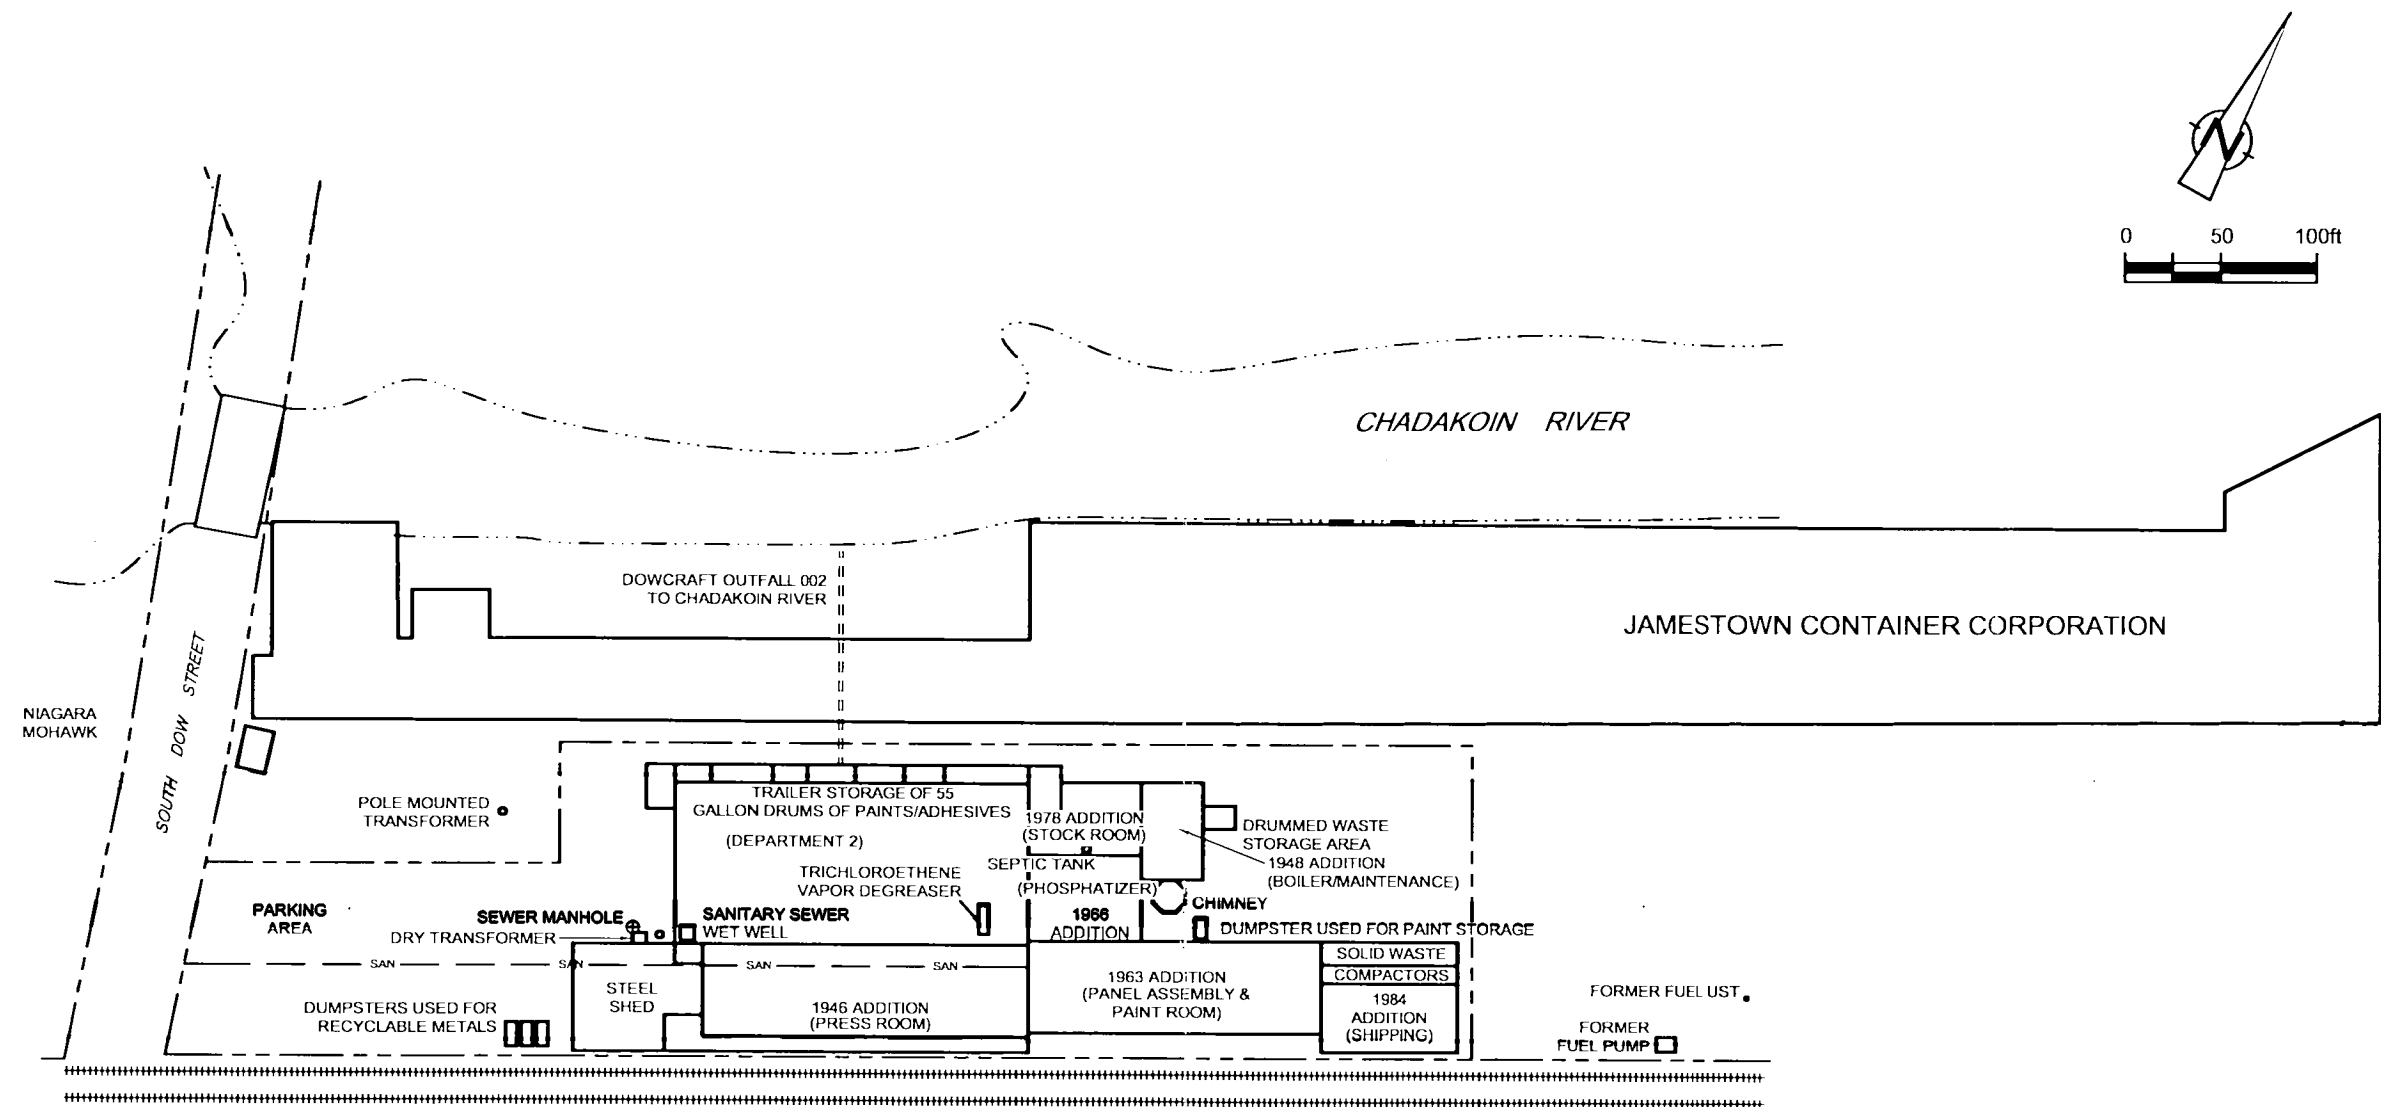 N
0 50 100ft
CHADAKOIN RIVER
DOWCRAFT OUTFALL 002
TO CHADAKOIN RIVER
JAMESTOWN CONTAINER CORPORATION
SOUTH DOW STREET
NIAGARA
MOHAWK
POLE MOUNTED
TRANSFORMER
TRAILER STORAGE OF 55
GALLON DRUMS OF PAINTS/ADHESIVES
(DEPARTMENT 2)
1978 ADDITION
(STOCK ROOM)
DRUMMED WASTE
STORAGE AREA
1948 ADDITION
(BOILER/MAINTENANCE)
SEPTIC TANK
TRICHLOROETHENE
VAPOR DEGREASER
(PHOSPHATIZER)
CHIMNEY
PARKING
AREA
SEWER MANHOLE
DRY TRANSFORMER
SANITARY SEWER
WET WELL
1966
ADDITION
DUMPSTER USED FOR PAINT STORAGE
SAN SAN SAN SAN
SOLID WASTE
COMPACTORS
STEEL
SHED
1963 ADDITION
(PANEL ASSEMBLY &
PAINT ROOM)
DUMPSTERS USED FOR
RECYCLABLE METALS
1946 ADDITION
(PRESS ROOM)
1984
ADDITION
(SHIPPING)
FORMER FUEL UST
FORMER
FUEL PUMP